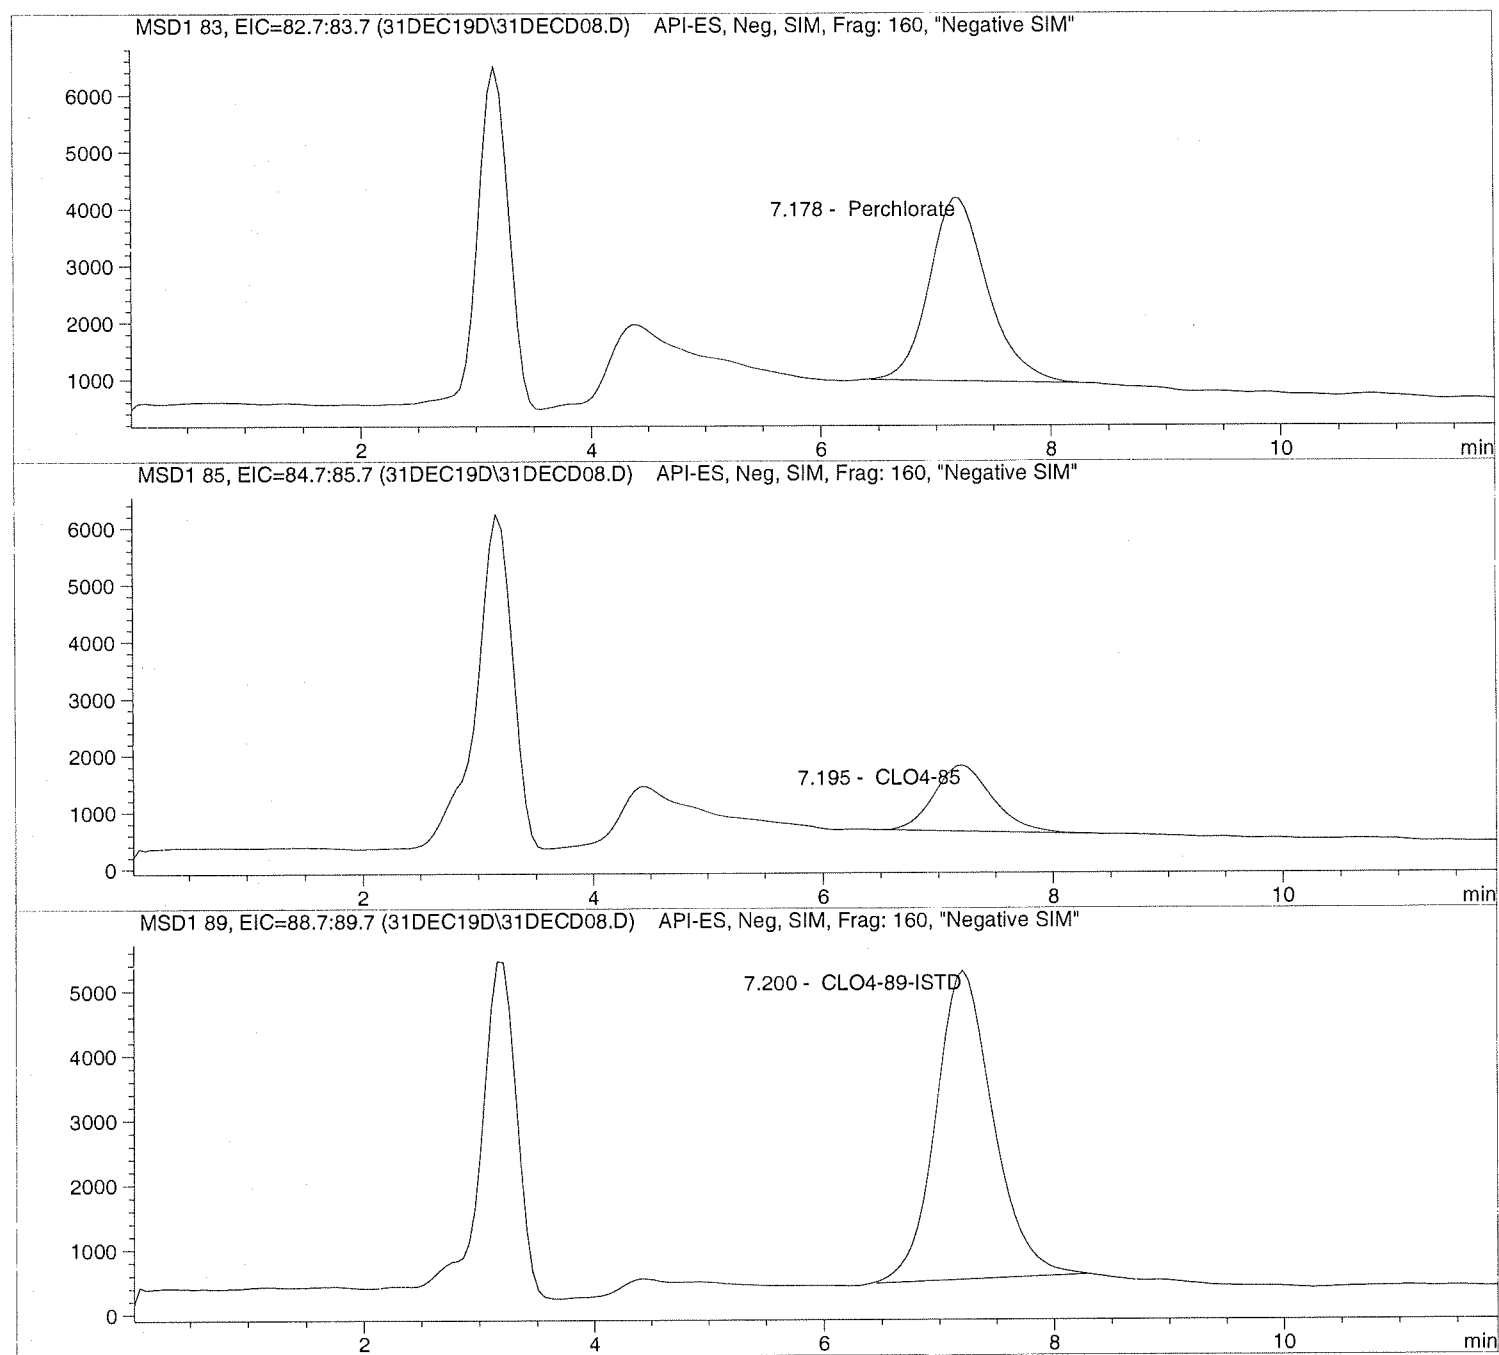 MSD1 83, EIC=82.7:83.7 (31DEC19D\31DECD08.D) API-ES, Neg, SIM, Frag: 160, "Negative SIM"
6000
5000
7.178 - Perchlorate
4000
3000
2000
1000
2 4 6 8 10 min
MSD1 85, EIC=84.7:85.7 (31DEC19D\31DECD08.D) API-ES, Neg, SIM, Frag: 160, "Negative SIM"
6000
5000
4000
3000
2000
7.195 - CLO4-85
1000
0
2 4 6 8 10 min
MSD1 89, EIC=88.7:89.7 (31DEC19D\31DECD08.D) API-ES, Neg, SIM, Frag: 160, "Negative SIM"
7.200 - CLO4-89-ISTD
5000
4000
3000
2000
1000
0
2 4 6 8 10 min